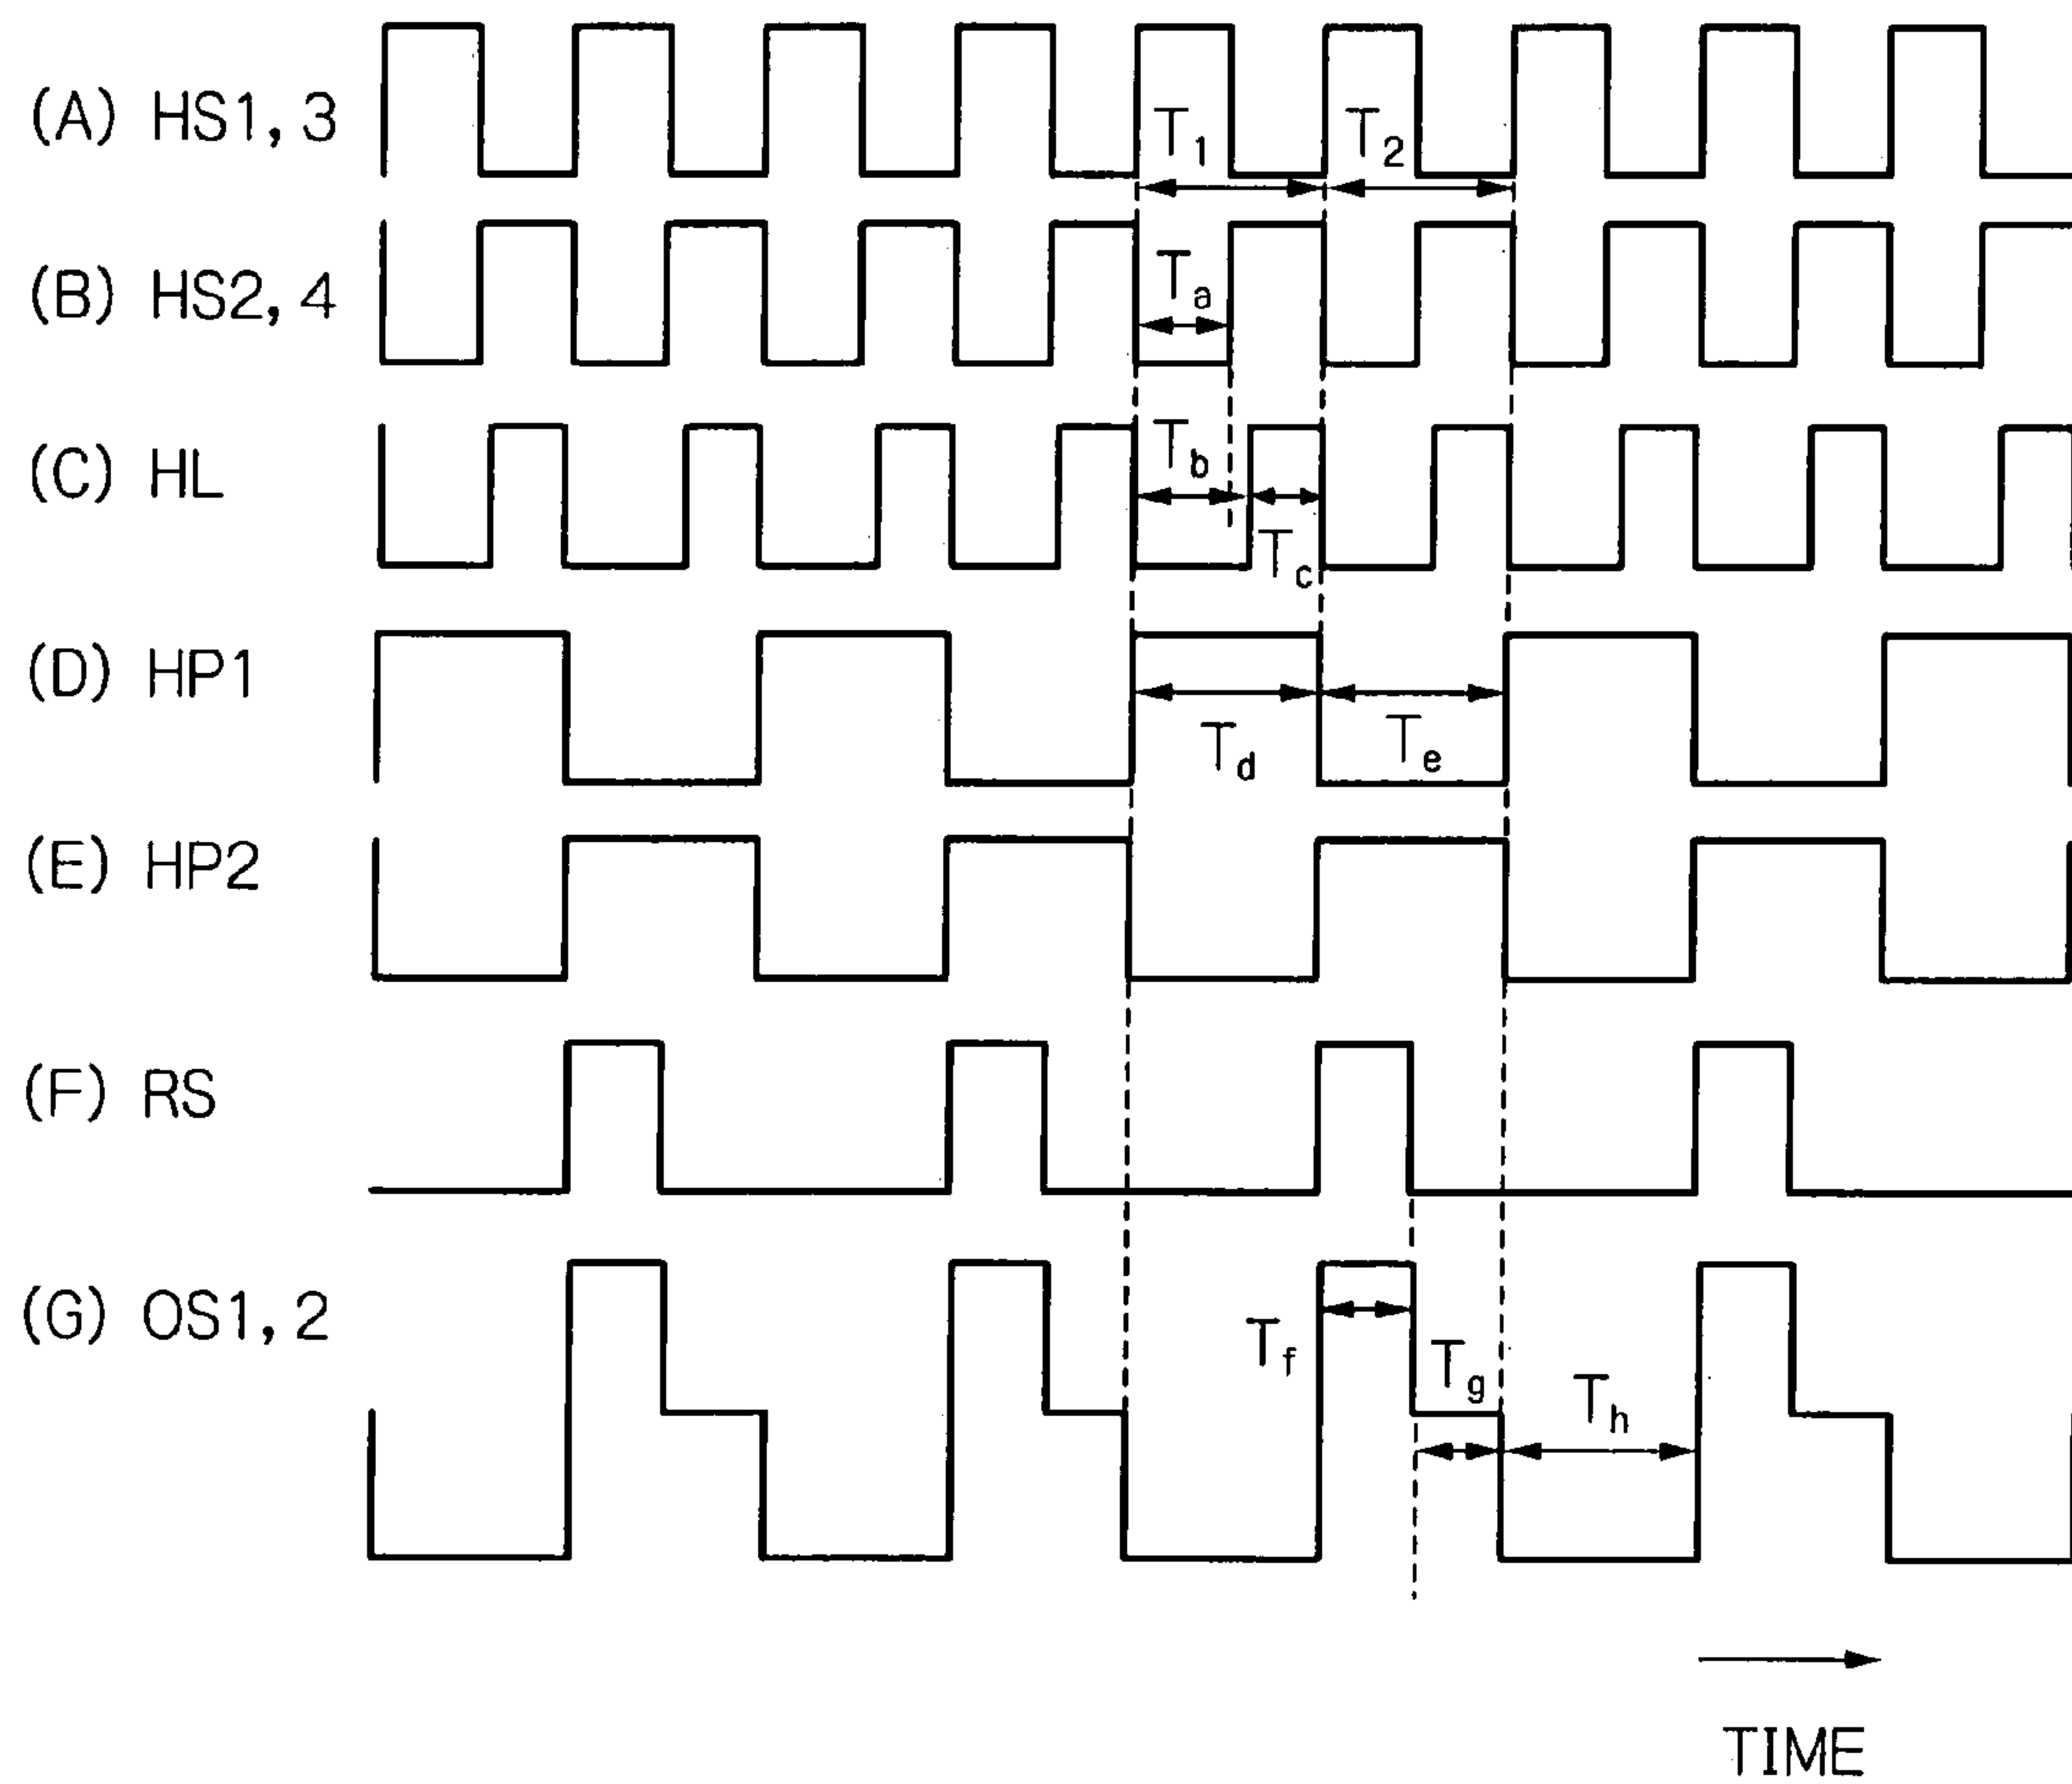 (A) HS1,3
T1
T2
(B) HS2,4
Ta
(C) HL
Tb
Tc
(D) HP1
Td
Te
(E) HP2
(F) RS
(G) OS1,2
Tf
Tg
Th
TIME